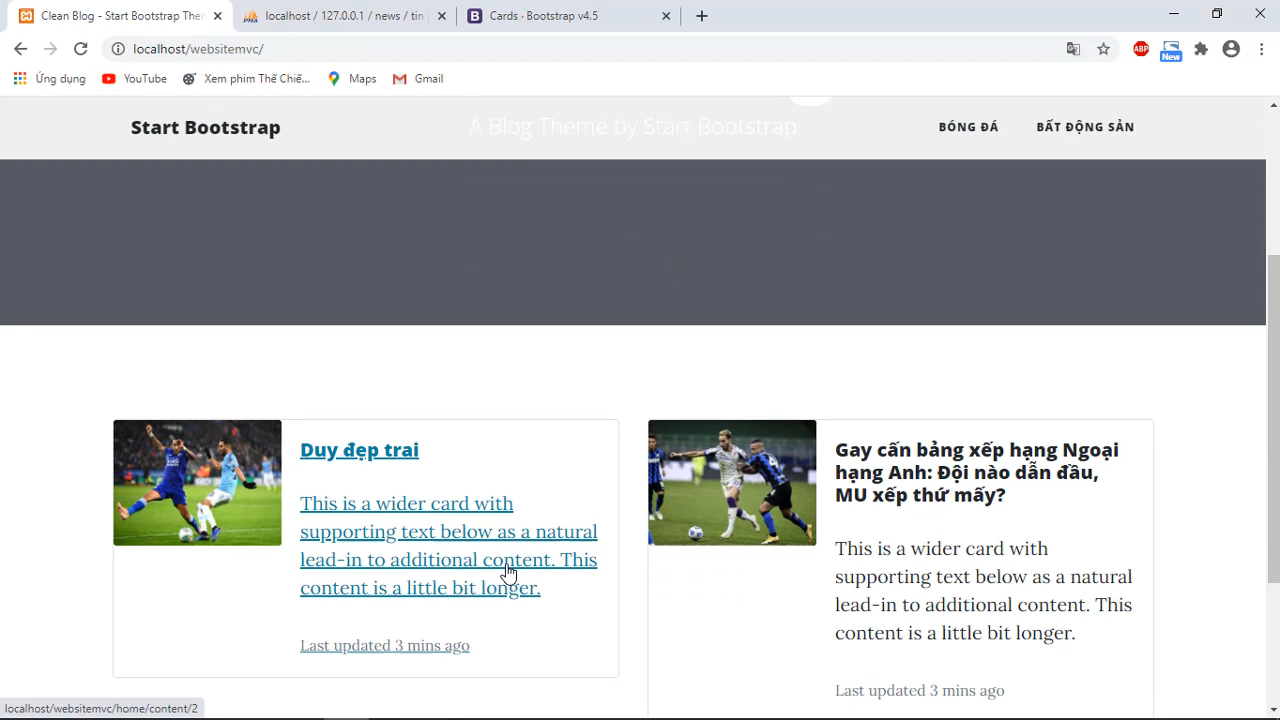 Clean Blog - Start Bootstrap Ther
localhost / 127.0.0.1 / news / tin
Cards · Bootstrap v4.5
localhost/websitemvc/
ABP
New
Ứng dụng
YouTube
Xem phim Thế Chiế...
Maps
Gmail
Start Bootstrap
A Blog Theme by Start Bootstrap
BÓNG ĐÁ
BẤT ĐỘNG SẢN
Duy đẹp trai
This is a wider card with
supporting text below as a natural
lead-in to additional content. This
content is a little bit longer.
Last updated 3 mins ago
Gay cấn bảng xếp hạng Ngoại
hạng Anh: Đội nào dẫn đầu,
MU xếp thứ mấy?
This is a wider card with
supporting text below as a natural
lead-in to additional content. This
content is a little bit longer.
Last updated 3 mins ago
localhost/websitemvc/home/content/2